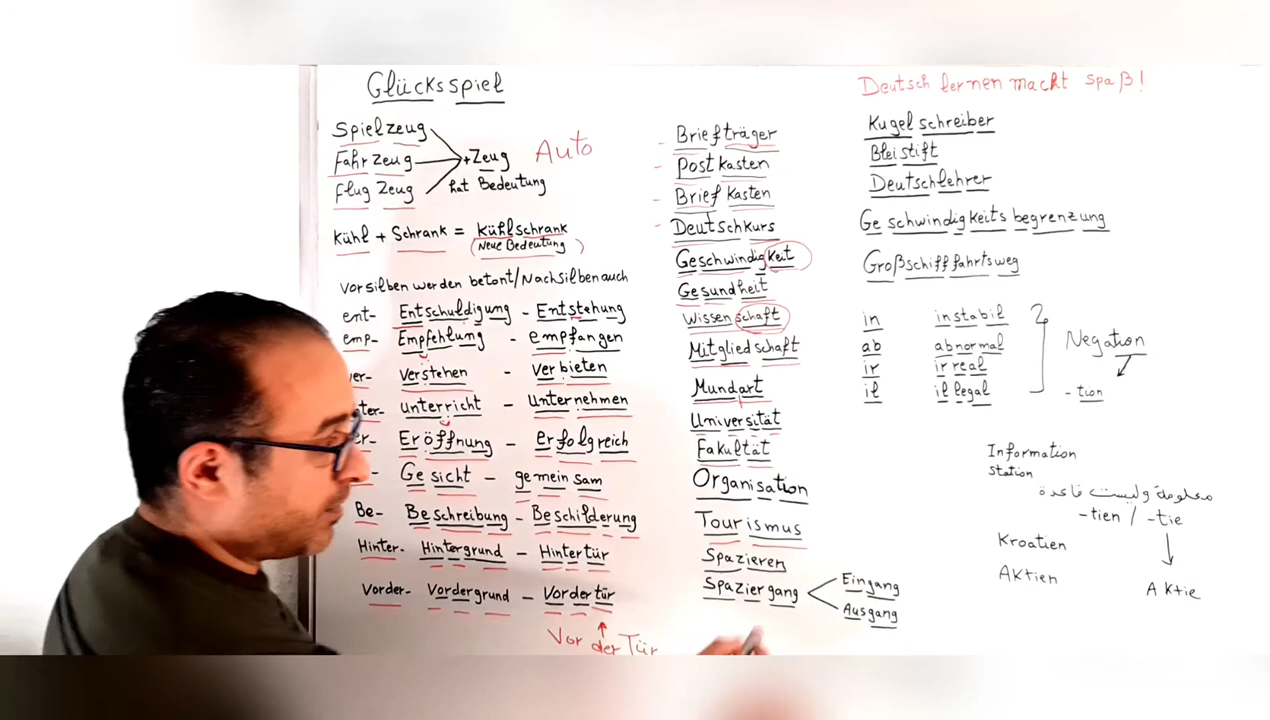 Glücksspiel
Spielzeug
Fahrzeug
Flugzeug
+Zeug
hat Bedeutung
Auto
Kühl + Schrank = Kühlschrank
(Neue Bedeutung)
Vorsilben werden betont/Nachsilben auch
ent- Entschuldigung - Entstehung
emp- Empfehlung - empfangen
er- verstehen - verbieten
ter- unterricht - Unternehmen
er- Eröffnung - erfolgreich
- Gesicht - gemeinsam
Be- Beschreibung - Beschilderung
Hinter- Hintergrund - Hintertür
Vorder- Vordergrund - Vordertür
Vor der Tür
- Briefträger
- Postkasten
- Briefkasten
- Deutschkurs
Geschwindigkeit
Gesundheit
Wissenschaft
Mitgliedschaft
Mundart
Universität
Fakultät
Organisation
Tourismus
Spazieren
Spaziergang
Eingang
Ausgang
Deutsch lernen macht Spaß!
Kugelschreiber
Bleistift
Deutschlehrer
Geschwindigkeitsbegrenzung
Großschifffahrtsweg
in instabil
ab abnormal
ir irreal
il illegal
Negation
-tion
Information
Station
معلومة وليست قاعدة
-tien / -tie
Kroatien
Aktien
Aktie